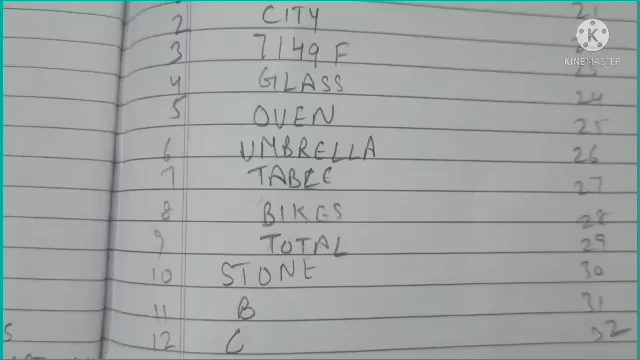 2 CITY 21
3 7149 F
4 GLASS 24
5 OVEN 25
6 UMBRELLA 26
7 TABLE 27
8 BIKES 28
9 TOTAL 29
10 STONE 30
11 B 31
12 C 32
KINEMASTER